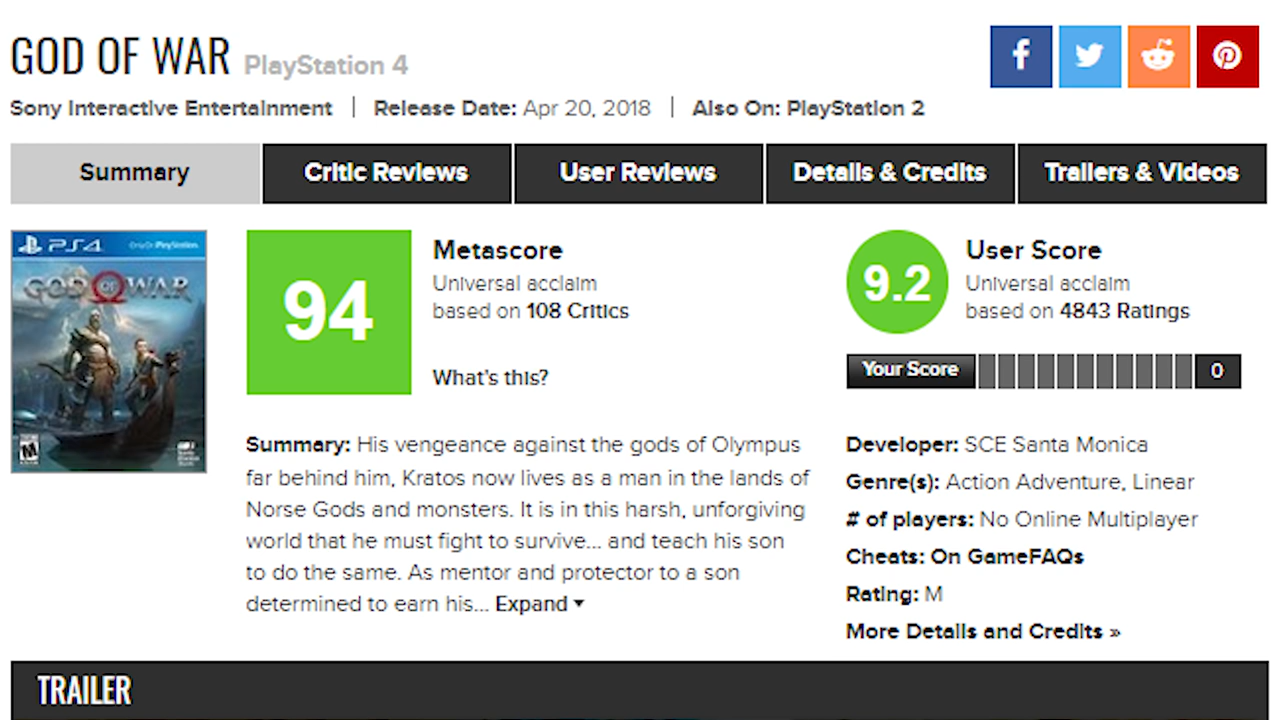 GOD OF WAR PlayStation 4
Sony Interactive Entertainment | Release Date: Apr 20, 2018 | Also On: PlayStation 2
Summary Critic Reviews User Reviews Details & Credits Trailers & Videos
PS4 Only On PlayStation
GOD OF WAR
M
94
Metascore
Universal acclaim
based on 108 Critics
What's this?
9.2
User Score
Universal acclaim
based on 4843 Ratings
Your Score 0
Summary: His vengeance against the gods of Olympus
far behind him, Kratos now lives as a man in the lands of
Norse Gods and monsters. It is in this harsh, unforgiving
world that he must fight to survive... and teach his son
to do the same. As mentor and protector to a son
determined to earn his... Expand ▾
Developer: SCE Santa Monica
Genre(s): Action Adventure, Linear
# of players: No Online Multiplayer
Cheats: On GameFAQs
Rating: M
More Details and Credits »
TRAILER